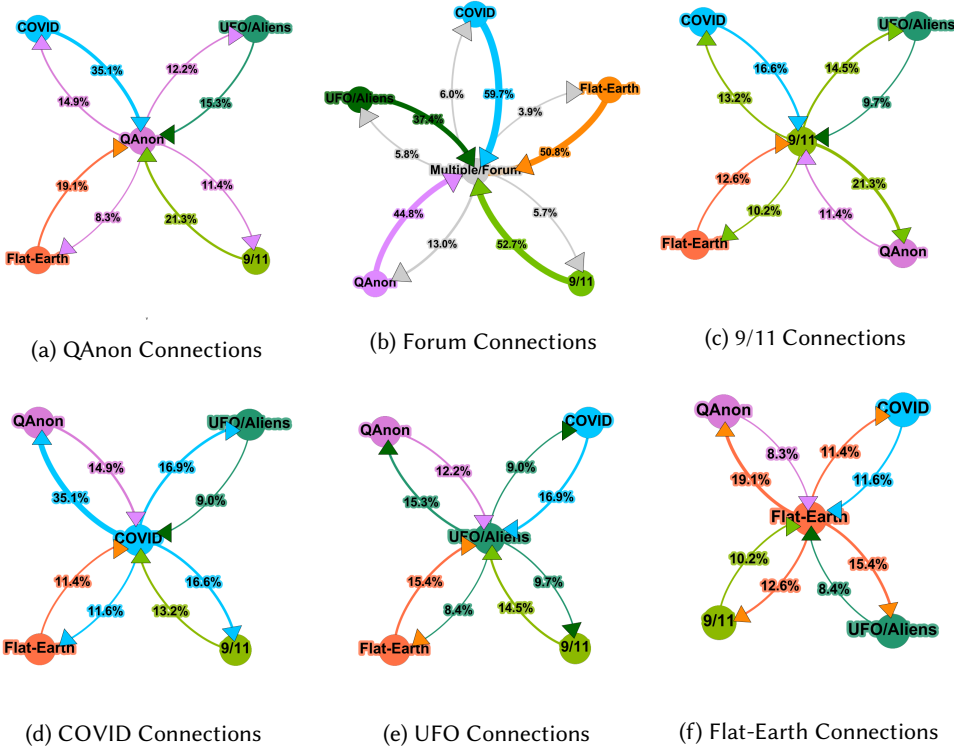 COVID
UFO/Aliens
35.1%
12.2%
14.9%
15.3%
QAnon
19.1%
11.4%
8.3%
21.3%
Flat-Earth
9/11
(a) QAnon Connections
COVID
Flat-Earth
UFO/Aliens
6.0%
59.7%
3.9%
37.4%
5.8%
50.8%
Multiple/Forum
44.8%
5.7%
13.0%
52.7%
QAnon
9/11
(b) Forum Connections
COVID
UFO/Aliens
16.6%
14.5%
13.2%
9.7%
9/11
12.6%
21.3%
10.2%
11.4%
Flat-Earth
QAnon
(c) 9/11 Connections
QAnon
UFO/Aliens
14.9%
16.9%
35.1%
9.0%
COVID
11.4%
16.6%
11.6%
13.2%
Flat-Earth
9/11
(d) COVID Connections
QAnon
COVID
12.2%
9.0%
15.3%
16.9%
UFO/Aliens
15.4%
9.7%
8.4%
14.5%
Flat-Earth
9/11
(e) UFO Connections
QAnon
COVID
8.3%
11.4%
19.1%
11.6%
Flat-Earth
10.2%
15.4%
12.6%
8.4%
9/11
UFO/Aliens
(f) Flat-Earth Connections